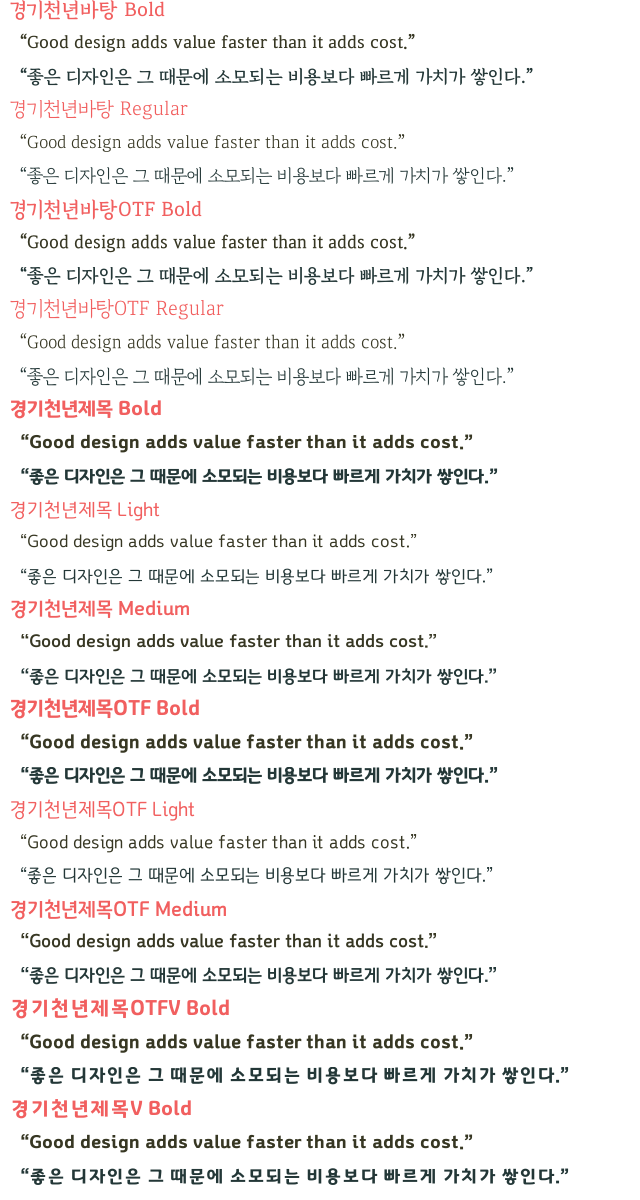 경기천년바탕 Bold
“Good design adds value faster than it adds cost.”
“좋은 디자인은 그 때문에 소모되는 비용보다 빠르게 가치가 쌓인다.”
경기천년바탕 Regular
“Good design adds value faster than it adds cost.”
“좋은 디자인은 그 때문에 소모되는 비용보다 빠르게 가치가 쌓인다.”
경기천년바탕OTF Bold
“Good design adds value faster than it adds cost.”
“좋은 디자인은 그 때문에 소모되는 비용보다 빠르게 가치가 쌓인다.”
경기천년바탕OTF Regular
“Good design adds value faster than it adds cost.”
“좋은 디자인은 그 때문에 소모되는 비용보다 빠르게 가치가 쌓인다.”
경기천년제목 Bold
“Good design adds value faster than it adds cost.”
“좋은 디자인은 그 때문에 소모되는 비용보다 빠르게 가치가 쌓인다.”
경기천년제목 Light
“Good design adds value faster than it adds cost.”
“좋은 디자인은 그 때문에 소모되는 비용보다 빠르게 가치가 쌓인다.”
경기천년제목 Medium
“Good design adds value faster than it adds cost.”
“좋은 디자인은 그 때문에 소모되는 비용보다 빠르게 가치가 쌓인다.”
경기천년제목OTF Bold
“Good design adds value faster than it adds cost.”
“좋은 디자인은 그 때문에 소모되는 비용보다 빠르게 가치가 쌓인다.”
경기천년제목OTF Light
“Good design adds value faster than it adds cost.”
“좋은 디자인은 그 때문에 소모되는 비용보다 빠르게 가치가 쌓인다.”
경기천년제목OTF Medium
“Good design adds value faster than it adds cost.”
“좋은 디자인은 그 때문에 소모되는 비용보다 빠르게 가치가 쌓인다.”
경기천년제목OTFV Bold
“Good design adds value faster than it adds cost.”
“좋은 디자인은 그 때문에 소모되는 비용보다 빠르게 가치가 쌓인다.”
경기천년제목V Bold
“Good design adds value faster than it adds cost.”
“좋은 디자인은 그 때문에 소모되는 비용보다 빠르게 가치가 쌓인다.”